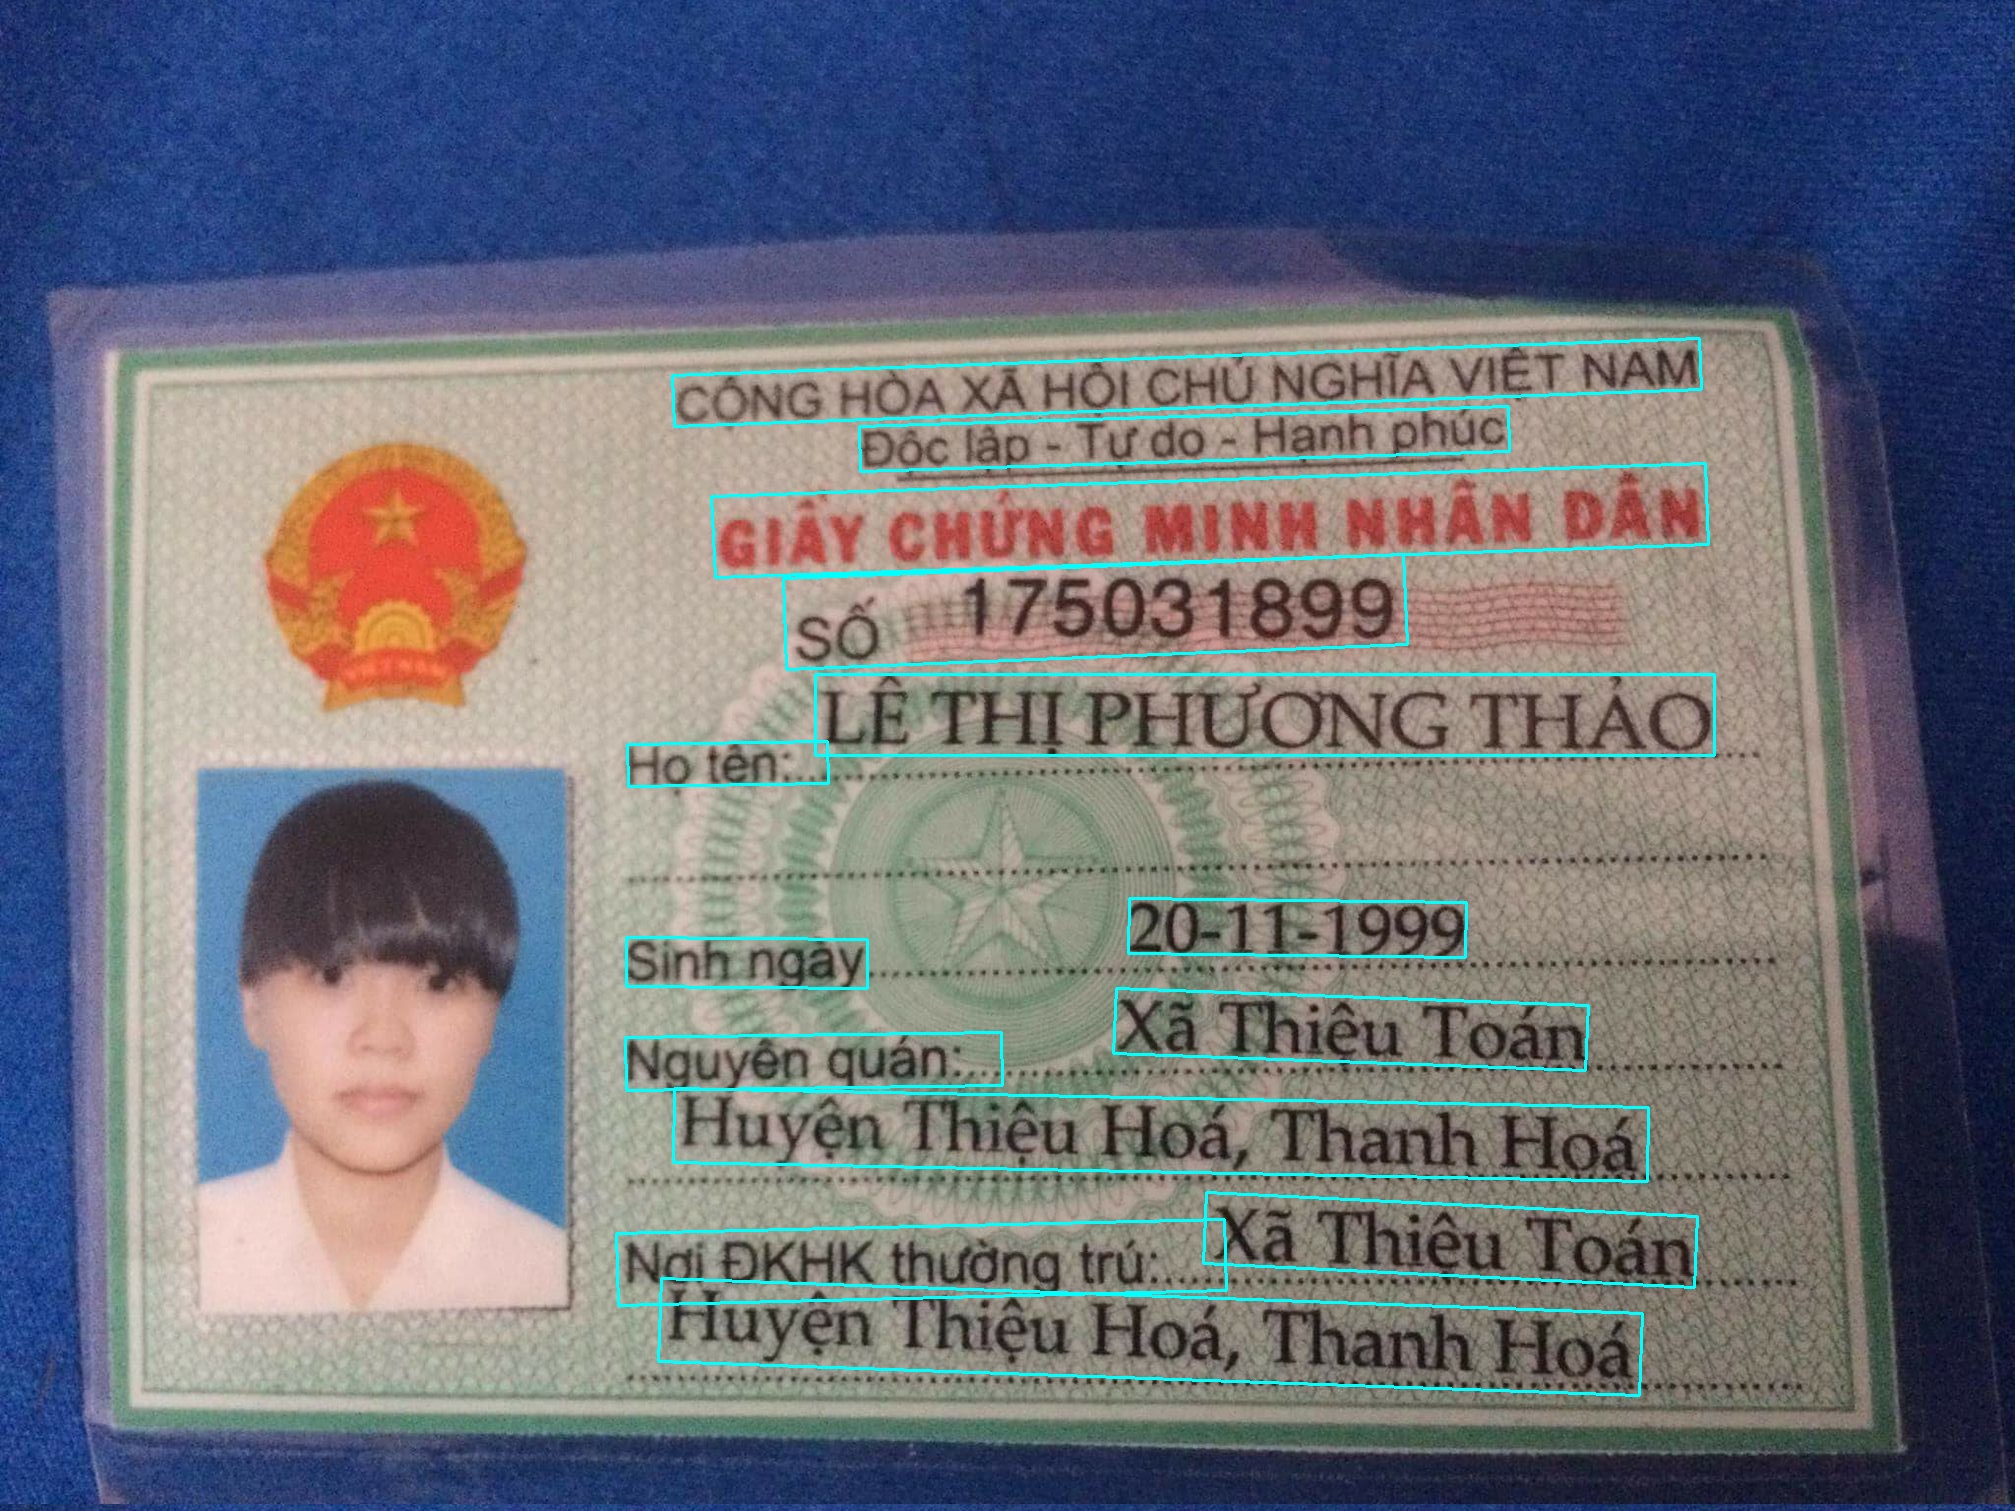 CỘNG HÒA XÃ HỘI CHỦ NGHĨA VIỆT NAM
Độc lập - Tự do - Hạnh phúc
GIẤY CHỨNG MINH NHÂN DÂN
SỐ 175031899
Họ tên: LÊ THỊ PHƯƠNG THẢO
Sinh ngày 20-11-1999
Nguyên quán: Xã Thiệu Toán
Huyện Thiệu Hoá, Thanh Hoá
Nơi ĐKHK thường trú: Xã Thiệu Toán
Huyện Thiệu Hoá, Thanh Hoá